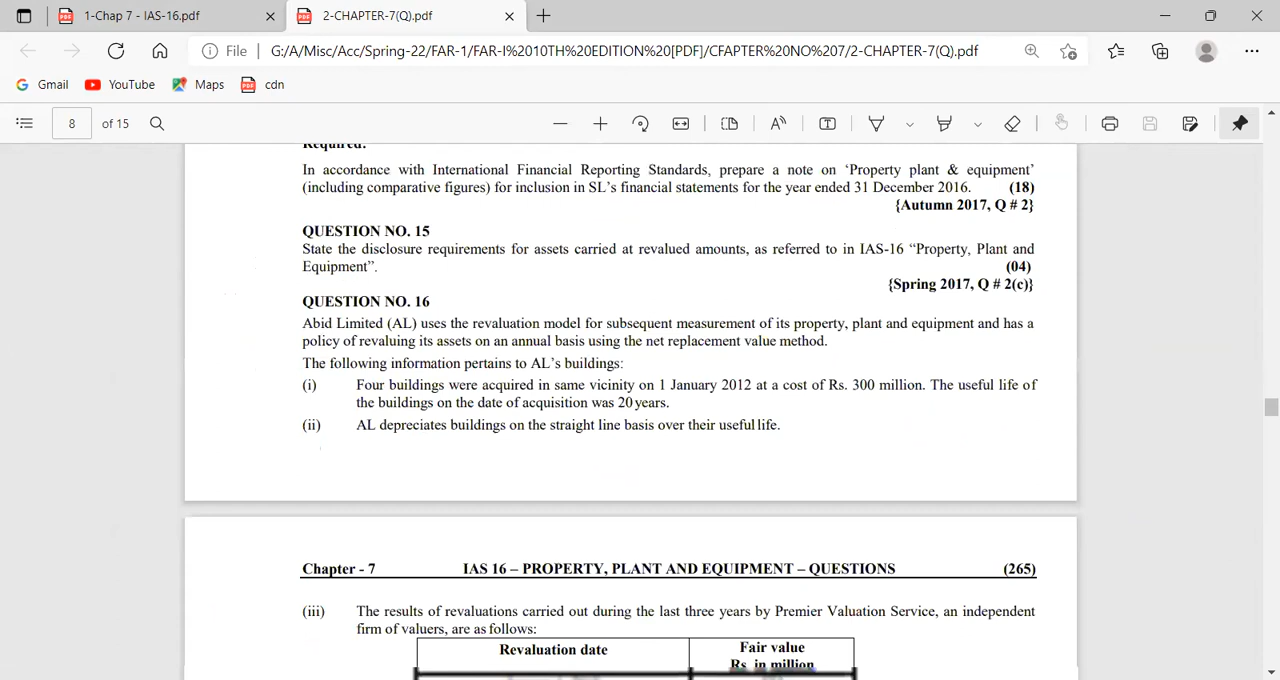 1-Chap 7 - IAS-16.pdf
2-CHAPTER-7(Q).pdf
File
G:/A/Misc/Acc/Spring-22/FAR-1/FAR-I%2010TH%20EDITION%20[PDF]/CFAPTER%20NO%207/2-CHAPTER-7(Q).pdf
Gmail
YouTube
Maps
cdn
8 of 15
Required:
In accordance with International Financial Reporting Standards, prepare a note on ‘Property plant & equipment’
(including comparative figures) for inclusion in SL’s financial statements for the year ended 31 December 2016. (18)
{Autumn 2017, Q # 2}
QUESTION NO. 15
State the disclosure requirements for assets carried at revalued amounts, as referred to in IAS-16 “Property, Plant and
Equipment”. (04)
{Spring 2017, Q # 2(c)}
QUESTION NO. 16
Abid Limited (AL) uses the revaluation model for subsequent measurement of its property, plant and equipment and has a
policy of revaluing its assets on an annual basis using the net replacement value method.
The following information pertains to AL’s buildings:
(i) Four buildings were acquired in same vicinity on 1 January 2012 at a cost of Rs. 300 million. The useful life of
the buildings on the date of acquisition was 20 years.
(ii) AL depreciates buildings on the straight line basis over their useful life.
Chapter - 7 IAS 16 – PROPERTY, PLANT AND EQUIPMENT – QUESTIONS (265)
(iii) The results of revaluations carried out during the last three years by Premier Valuation Service, an independent
firm of valuers, are as follows:
Revaluation date
Fair value
Rs. in million